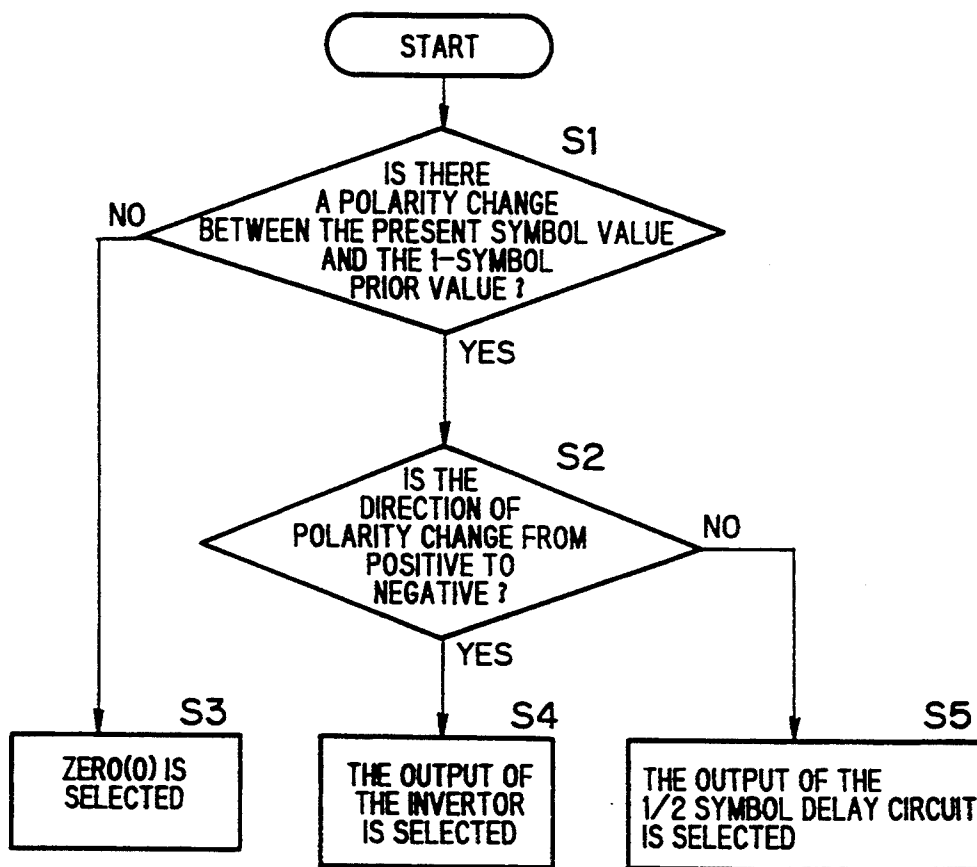 START
S1
IS THERE
A POLARITY CHANGE
BETWEEN THE PRESENT SYMBOL VALUE
AND THE 1-SYMBOL
PRIOR VALUE ?
NO
YES
S2
IS THE
DIRECTION OF
POLARITY CHANGE FROM
POSITIVE TO
NEGATIVE ?
NO
YES
S3
ZERO(0) IS
SELECTED
S4
THE OUTPUT OF
THE INVERTOR
IS SELECTED
S5
THE OUTPUT OF THE
1/2 SYMBOL DELAY CIRCUIT
IS SELECTED